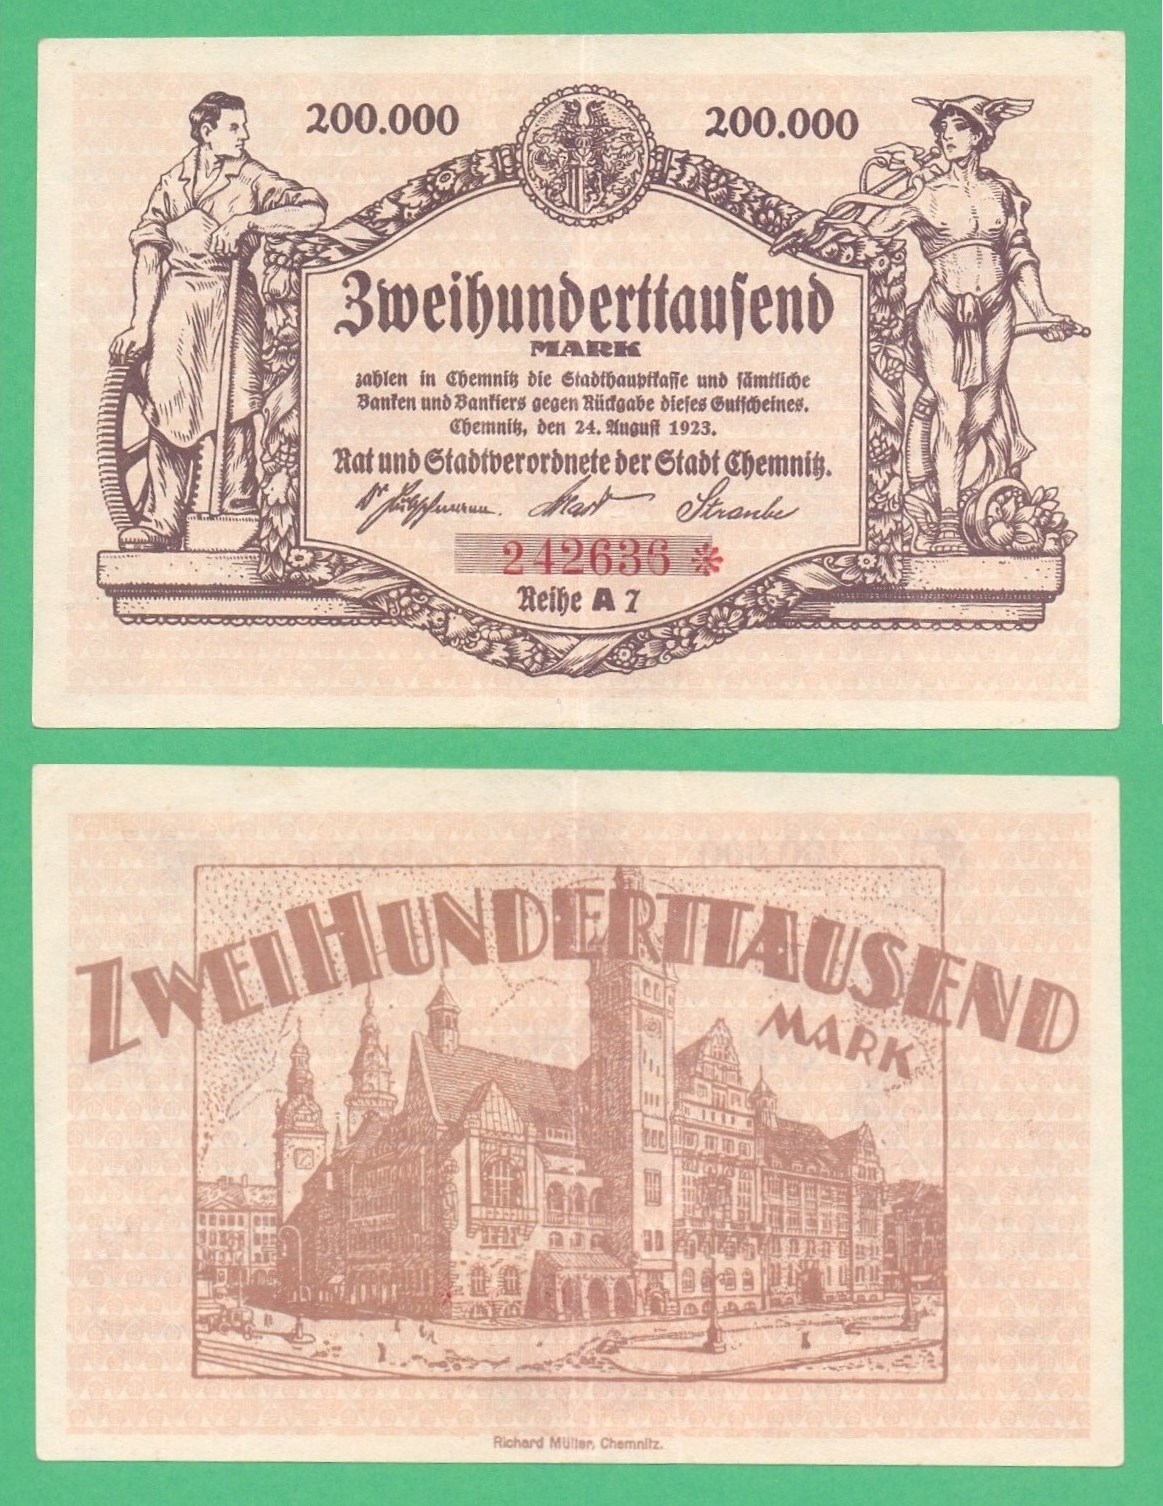 200.000
200.000
Zweihunderttausend
MARK
zahlen in Chemnitz die Stadthauptkasse und sämtliche
Banken und Bankiers gegen Rückgabe dieses Gutscheines.
Chemnitz, den 24. August 1923.
Rat und Stadtverordnete der Stadt Chemnitz.
Dr Straube
242636 *
Reihe A 7
ZWEIHUNDERTTAUSEND
MARK
Richard Müller, Chemnitz.